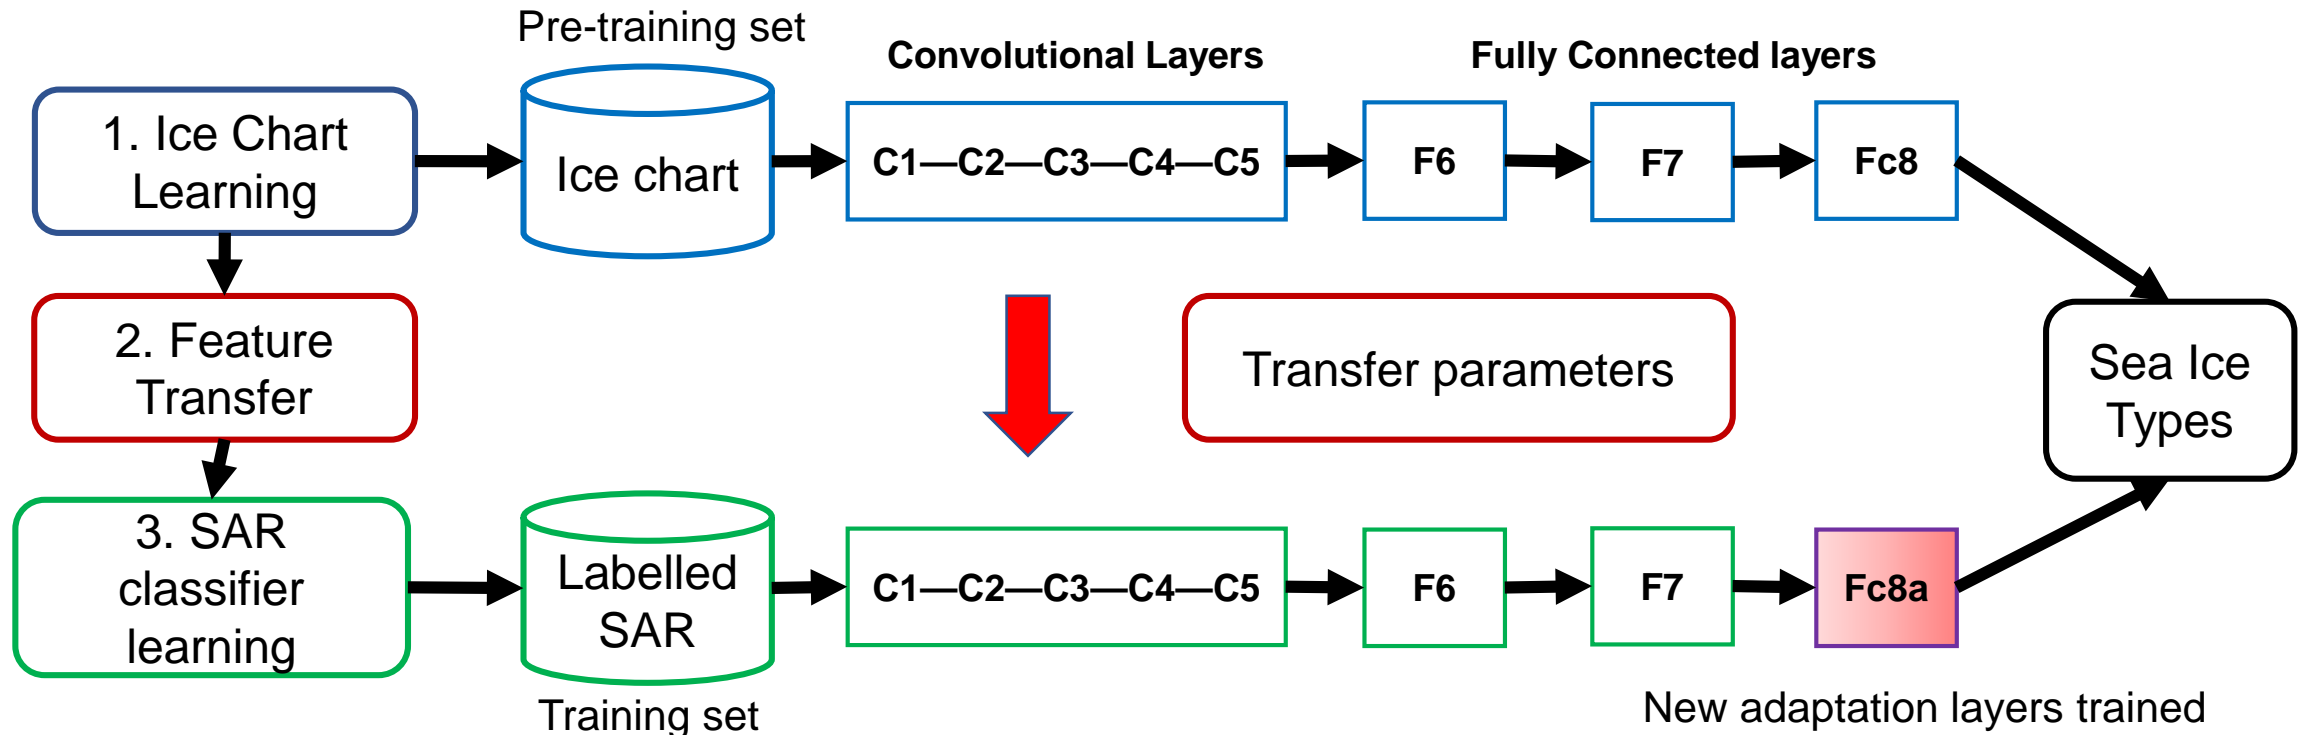 Pre-training set
Convolutional Layers
Fully Connected layers
1. Ice Chart
Learning
Ice chart
C1—C2—C3—C4—C5
F6
F7
Fc8
2. Feature
Transfer
Transfer parameters
Sea Ice
Types
3. SAR
classifier
learning
Labelled
SAR
C1—C2—C3—C4—C5
F6
F7
Fc8a
Training set
New adaptation layers trained